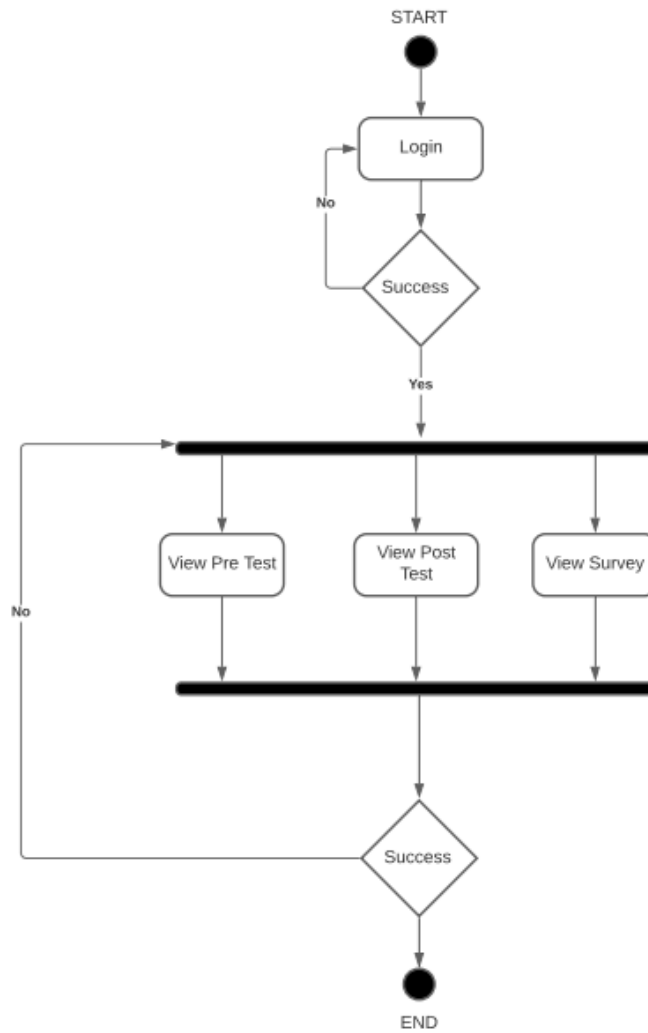 START
Login
No
Success
Yes
View Pre Test
View Post
Test
View Survey
No
Success
END